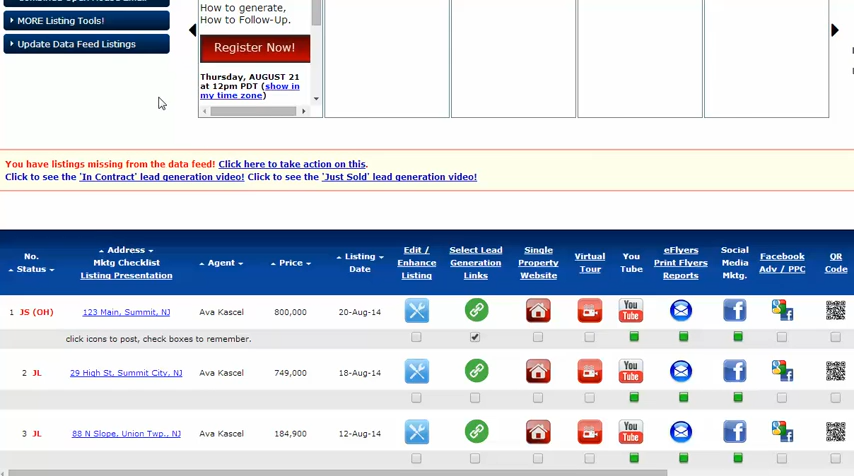 MORE Listing Tools!
Update Data Feed Listings
How to generate,
How to Follow-Up.
Register Now!
Thursday, AUGUST 21
at 12pm PDT (show in
my time zone)
You have listings missing from the data feed! Click here to take action on this.
Click to see the 'In Contract' lead generation video! Click to see the 'Just Sold' lead generation video!
No.
Status
Address
Mktg Checklist
Listing Presentation
Agent
Price
Listing
Date
Edit /
Enhance
Listing
Select Lead
Generation
Links
Single
Property
Website
Virtual
Tour
You
Tube
eFlyers
Print Flyers
Reports
Social
Media
Mktg.
Facebook
Adv / PPC
QR
Code
1 JS (OH) 123 Main, Summit, NJ Ava Kascel 800,000 20-Aug-14 You Tube
click icons to post, check boxes to remember.
2 JL 29 High St, Summit City, NJ Ava Kascel 749,000 18-Aug-14 You Tube
3 JL 88 N Slope, Union Twp., NJ Ava Kascel 184,900 12-Aug-14 You Tube